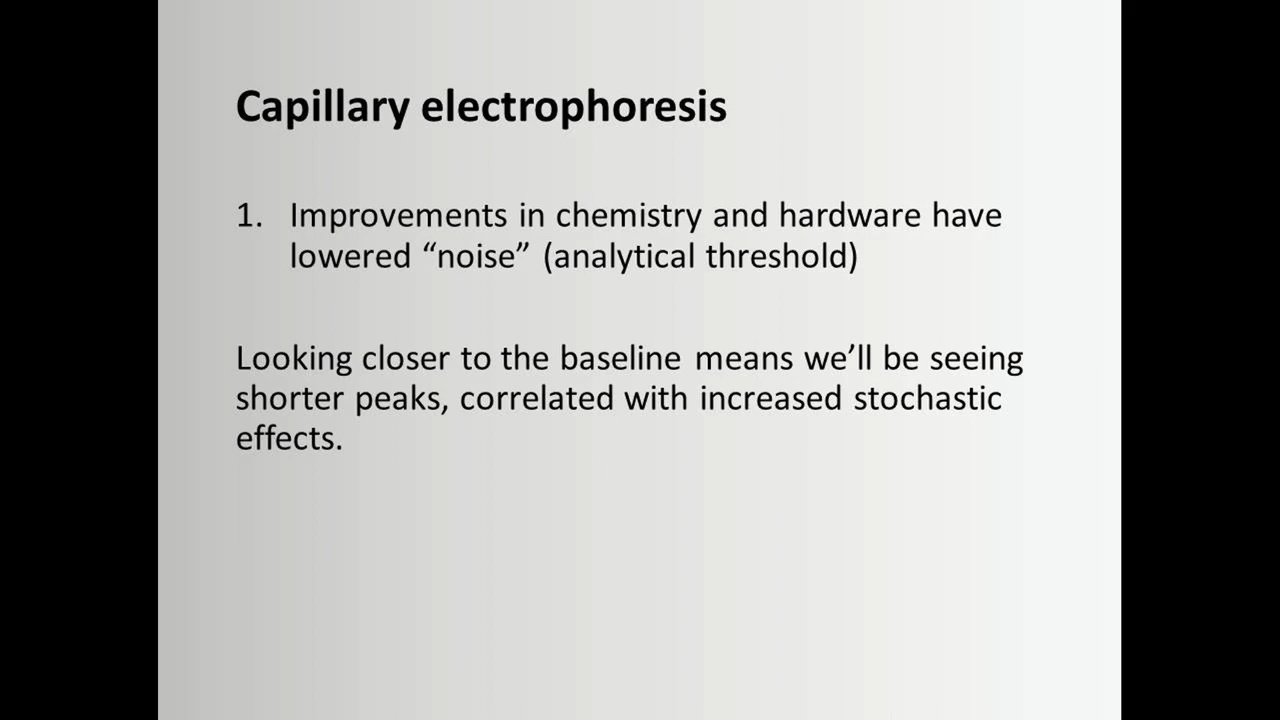 Capillary electrophoresis
1. Improvements in chemistry and hardware have
lowered “noise” (analytical threshold)
Looking closer to the baseline means we’ll be seeing
shorter peaks, correlated with increased stochastic
effects.